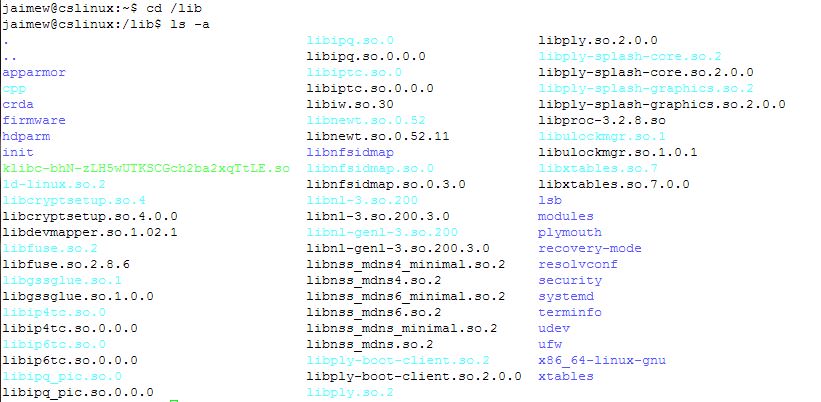 jaimew@cslinux:~$ cd /lib
jaimew@cslinux:/lib$ ls -a
. libipq.so.0 libply.so.2.0.0
.. libipq.so.0.0.0 libply-splash-core.so.2
apparmor libiptc.so.0 libply-splash-core.so.2.0.0
cpp libiptc.so.0.0.0 libply-splash-graphics.so.2
crda libiw.so.30 libply-splash-graphics.so.2.0.0
firmware libnewt.so.0.52 libproc-3.2.8.so
hdparm libnewt.so.0.52.11 libulockmgr.so.1
init libnfsidmap libulockmgr.so.1.0.1
klibc-bhN-zLH5wUTKSCGch2ba2xqTtLE.so libnfsidmap.so.0 libxtables.so.7
ld-linux.so.2 libnfsidmap.so.0.3.0 libxtables.so.7.0.0
libcryptsetup.so.4 libnl-3.so.200 lsb
libcryptsetup.so.4.0.0 libnl-3.so.200.3.0 modules
libdevmapper.so.1.02.1 libnl-genl-3.so.200 plymouth
libfuse.so.2 libnl-genl-3.so.200.3.0 recovery-mode
libfuse.so.2.8.6 libnss_mdns4_minimal.so.2 resolvconf
libgssglue.so.1 libnss_mdns4.so.2 security
libgssglue.so.1.0.0 libnss_mdns6_minimal.so.2 systemd
libip4tc.so.0 libnss_mdns6.so.2 terminfo
libip4tc.so.0.0.0 libnss_mdns_minimal.so.2 udev
libip6tc.so.0 libnss_mdns.so.2 ufw
libip6tc.so.0.0.0 libply-boot-client.so.2 x86_64-linux-gnu
libipq_pic.so.0 libply-boot-client.so.2.0.0 xtables
libipq_pic.so.0.0.0 libply.so.2